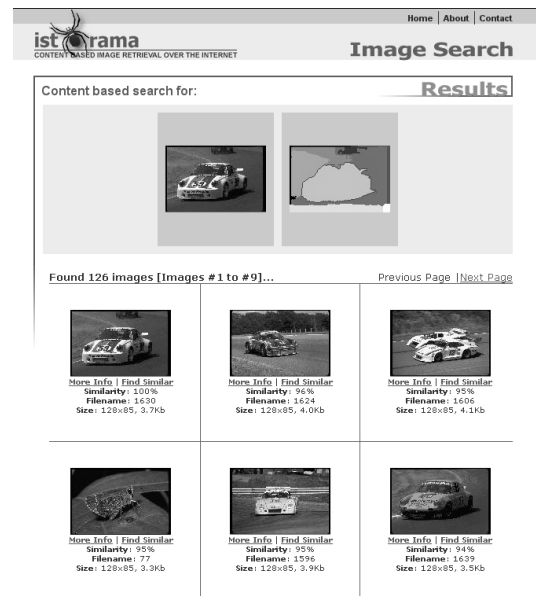 Home | About | Contact
ist rama
CONTENT BASED IMAGE RETRIEVAL OVER THE INTERNET
Image Search
Content based search for:
Results
Found 126 images [Images #1 to #9]...
Previous Page | Next Page
More Info | Find Similar
Similarity: 100%
Filename: 1630
Size: 128x85, 3.7Kb
More Info | Find Similar
Similarity: 96%
Filename: 1624
Size: 128x85, 4.0Kb
More Info | Find Similar
Similarity: 95%
Filename: 1606
Size: 128x85, 4.1Kb
More Info | Find Similar
Similarity: 95%
Filename: 77
Size: 128x85, 3.3Kb
More Info | Find Similar
Similarity: 95%
Filename: 1596
Size: 128x85, 3.9Kb
More Info | Find Similar
Similarity: 94%
Filename: 1639
Size: 128x85, 3.5Kb